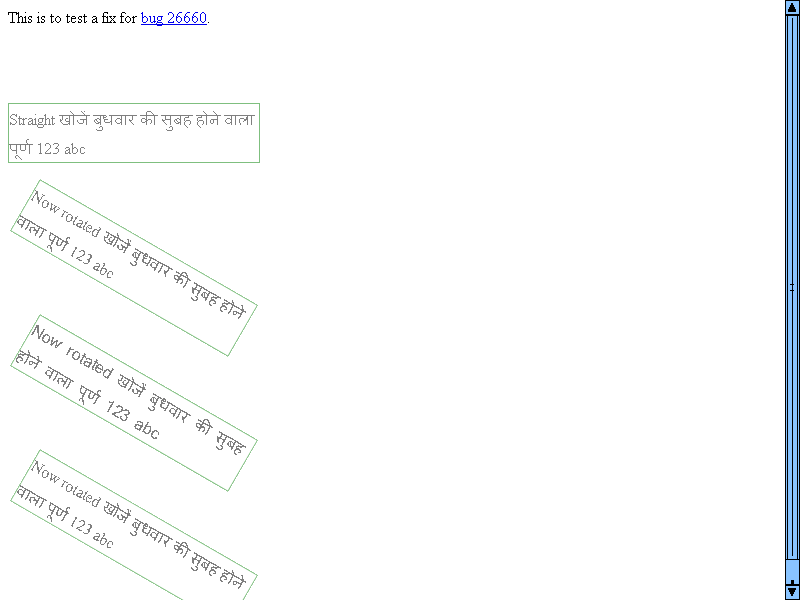 This is to test a fix for bug 26660.
Straight खोजें बुधवार की सुबह होने वाला
पूर्ण 123 abc
Now rotated खोजें बुधवार की सुबह होने
वाला पूर्ण 123 abc
Now rotated खोजें बुधवार की सुबह
होने वाला पूर्ण 123 abc
Now rotated खोजें बुधवार की सुबह होने
वाला पूर्ण 123 abc